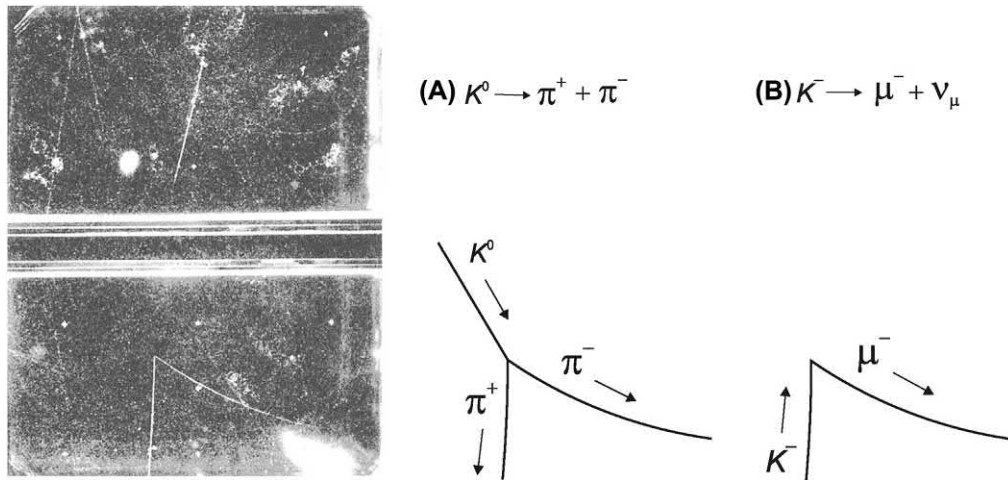 (A) K⁰ → π⁺ + π⁻
(B) K⁻ → μ⁻ + ν_μ
K⁰
π⁻
π⁺
μ⁻
K⁻